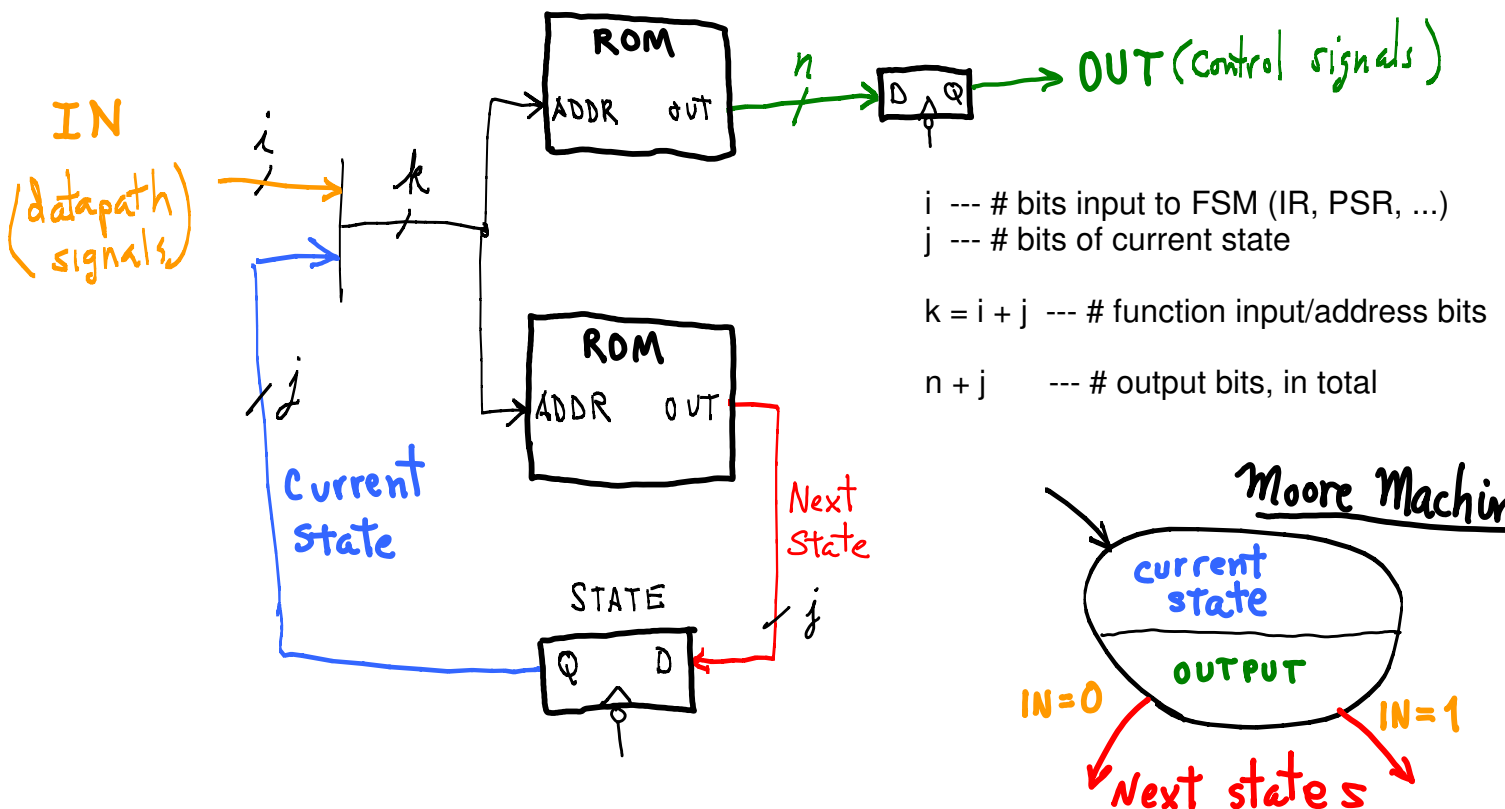 ROM
ADDR OUT
n
D Q
OUT (Control signals)
IN
(datapath
signals)
i
k
i --- # bits input to FSM (IR, PSR, ...)
j --- # bits of current state
k = i + j --- # function input/address bits
n + j --- # output bits, in total
ROM
ADDR OUT
j
Current
state
Next
State
STATE
j
Q D
Moore Machin
current
state
OUTPUT
IN=0
IN=1
Next states